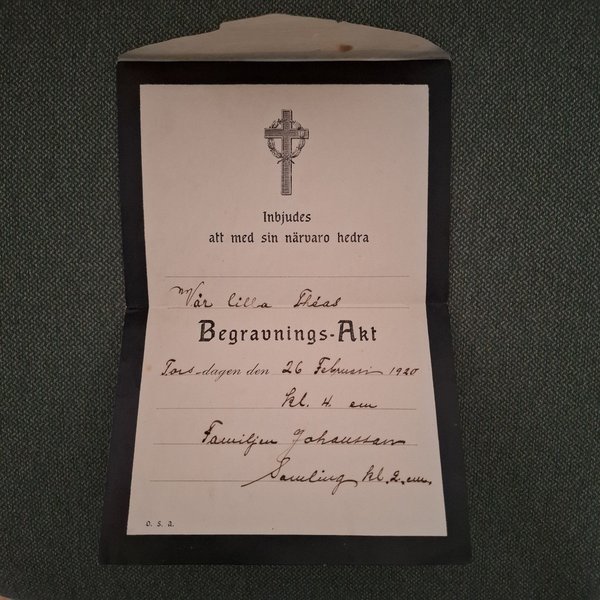 Inbjudes
att med sin närvaro hedra
Vår lilla Théas
Begravnings-Akt
Tors-dagen den 26 Februari 1920
kl. 4 em
Familjen Johansson
Samling kl. 2 em.
O. S. A.